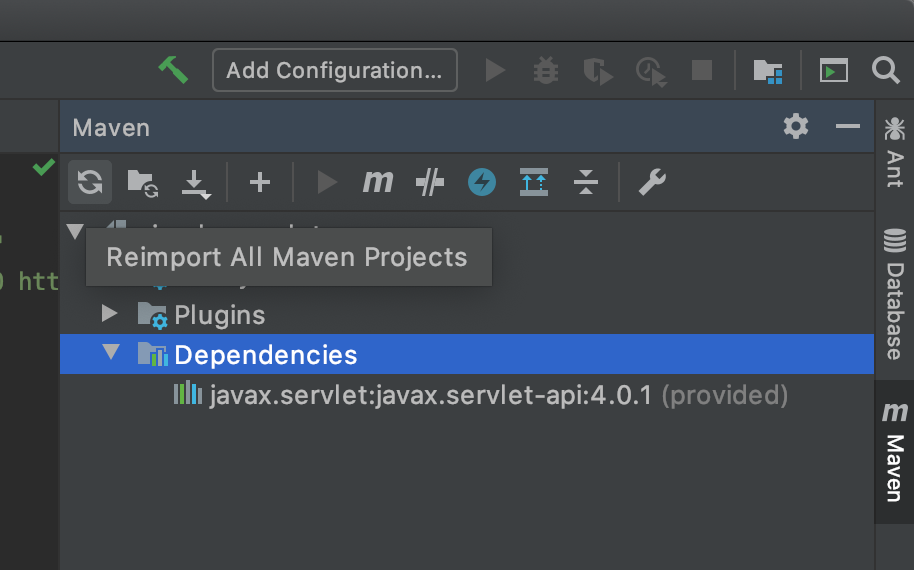 Add Configuration...
Maven
m
Reimport All Maven Projects
htt
Plugins
Dependencies
javax.servlet:javax.servlet-api:4.0.1 (provided)
Ant
Database
m
Maven